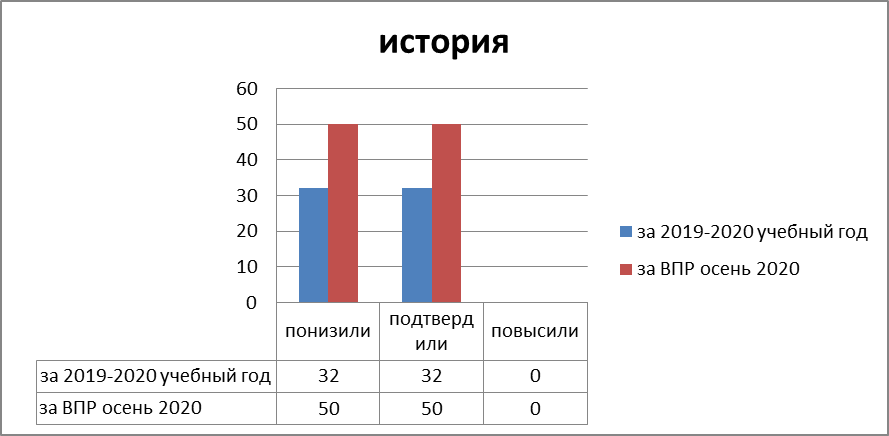 история
60
50
40
30
20
10
0
за 2019-2020 учебный год
за ВПР осень 2020
понизили подтверд
или повысили
за 2019-2020 учебный год 32 32 0
за ВПР осень 2020 50 50 0